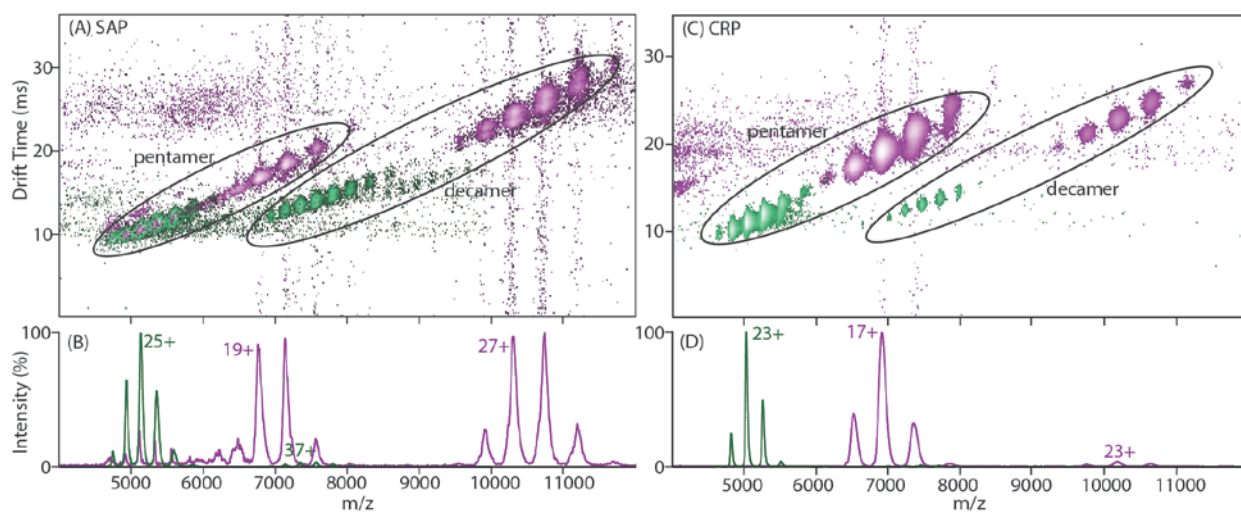 (A) SAP
(C) CRP
Drift Time (ms)
30
20
10
pentamer
decamer
30
20
10
pentamer
decamer
Intensity (%)
100
0
(B)
25+
19+
37+
27+
5000 6000 7000 8000 9000 10000 11000
m/z
100
0
(D)
23+
17+
23+
5000 6000 7000 8000 9000 10000 11000
m/z